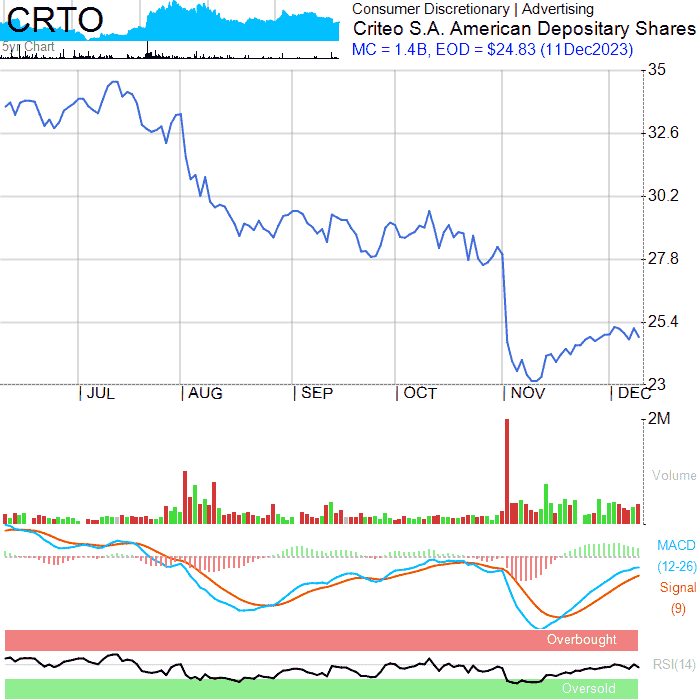 CRTO
5yr Chart
Consumer Discretionary | Advertising
Criteo S.A. American Depositary Shares
MC = 1.4B, EOD = $24.83 (11Dec2023)
35
32.6
30.2
27.8
25.4
23
| JUL
| AUG
| SEP
| OCT
| NOV
| DEC
2M
Volume
MACD
(12-26)
Signal
(9)
Overbought
RSI(14)
Oversold